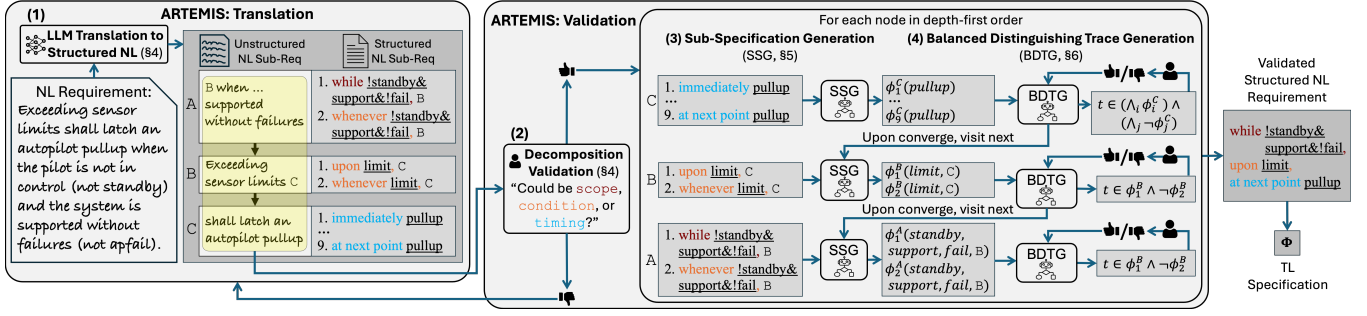 ARTEMIS: Translation
(1)
LLM Translation to
Structured NL (§4)
NL Requirement:
Exceeding sensor
limits shall latch an
autopilot pullup when
the pilot is not in
control (not standby)
and the system is
supported without
failures (not apfail).
Unstructured
NL Sub-Req
Structured
NL Sub-Req
A
B when ...
supported
without failures
1. while !standby&
support&!fail, B
2. whenever !standby&
support&!fail, B
B
Exceeding
sensor limits C
1. upon limit, C
2. whenever limit, C
C
shall latch an
autopilot pullup
1. immediately pullup
...
9. at next point pullup
ARTEMIS: Validation
(2)
Decomposition
Validation (§4)
“Could be scope,
condition, or
timing?”
For each node in depth-first order
(3) Sub-Specification Generation
(SSG, §5)
(4) Balanced Distinguishing Trace Generation
(BDTG, §6)
C
1. immediately pullup
...
9. at next point pullup
SSG
ϕ₁ᶜ(pullup)
...
ϕ₉ᶜ(pullup)
BDTG
t ∈ (⋀ᵢ ϕᵢᶜ) ∧
(⋀ⱼ ¬ϕⱼᶜ)
Upon converge, visit next
B
1. upon limit, C
2. whenever limit, C
SSG
ϕ₁ᴮ(limit, C)
ϕ₂ᴮ(limit, C)
BDTG
t ∈ ϕ₁ᴮ ∧ ¬ϕ₂ᴮ
Upon converge, visit next
A
1. while !standby&
support&!fail, B
2. whenever !standby&
support&!fail, B
SSG
ϕ₁ᴬ(standby,
support, fail, B)
ϕ₂ᴬ(standby,
support, fail, B)
BDTG
t ∈ ϕ₁ᴮ ∧ ¬ϕ₂ᴮ
Validated
Structured NL
Requirement
while !standby&
support&!fail,
upon limit,
at next point pullup
Φ
TL
Specification